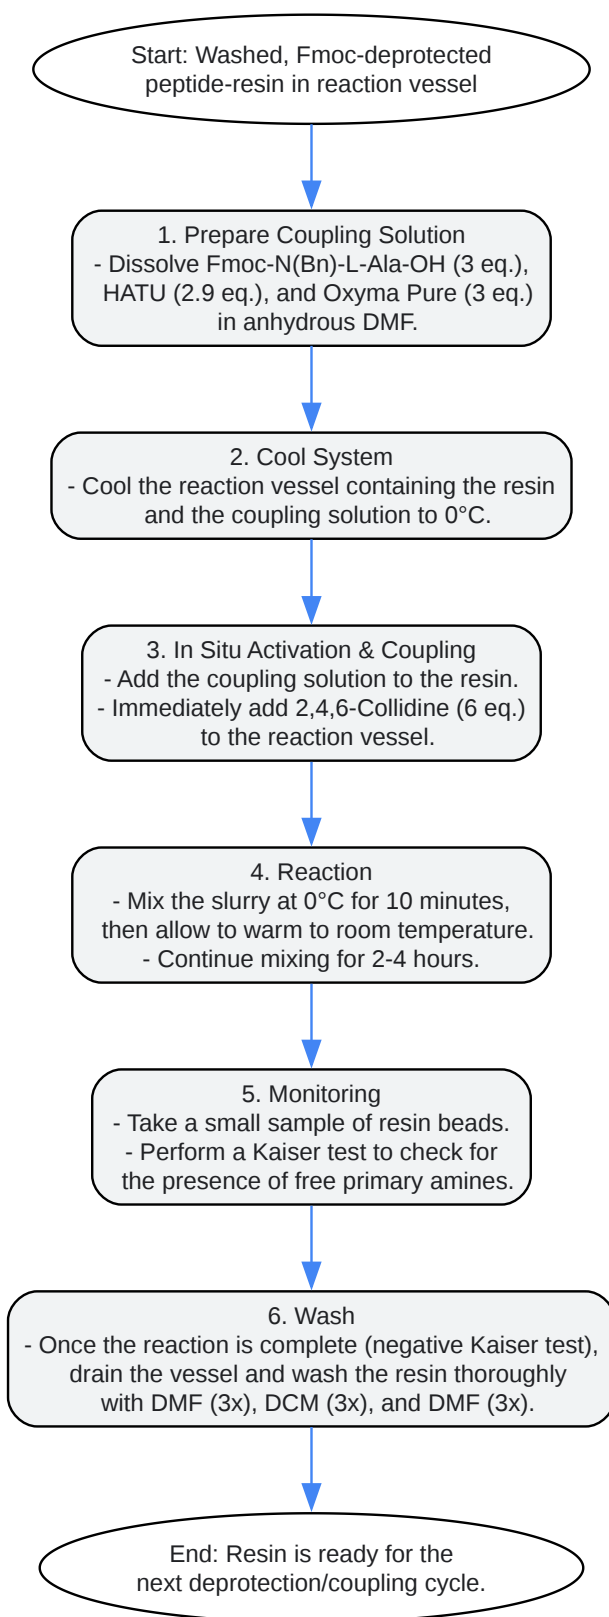 Start: Washed, Fmoc-deprotected
peptide-resin in reaction vessel
1. Prepare Coupling Solution
- Dissolve Fmoc-N(Bn)-L-Ala-OH (3 eq.),
HATU (2.9 eq.), and Oxyma Pure (3 eq.)
in anhydrous DMF.
2. Cool System
- Cool the reaction vessel containing the resin
and the coupling solution to 0°C.
3. In Situ Activation & Coupling
- Add the coupling solution to the resin.
- Immediately add 2,4,6-Collidine (6 eq.)
to the reaction vessel.
4. Reaction
- Mix the slurry at 0°C for 10 minutes,
then allow to warm to room temperature.
- Continue mixing for 2-4 hours.
5. Monitoring
- Take a small sample of resin beads.
- Perform a Kaiser test to check for
the presence of free primary amines.
6. Wash
- Once the reaction is complete (negative Kaiser test),
drain the vessel and wash the resin thoroughly
with DMF (3x), DCM (3x), and DMF (3x).
End: Resin is ready for the
next deprotection/coupling cycle.